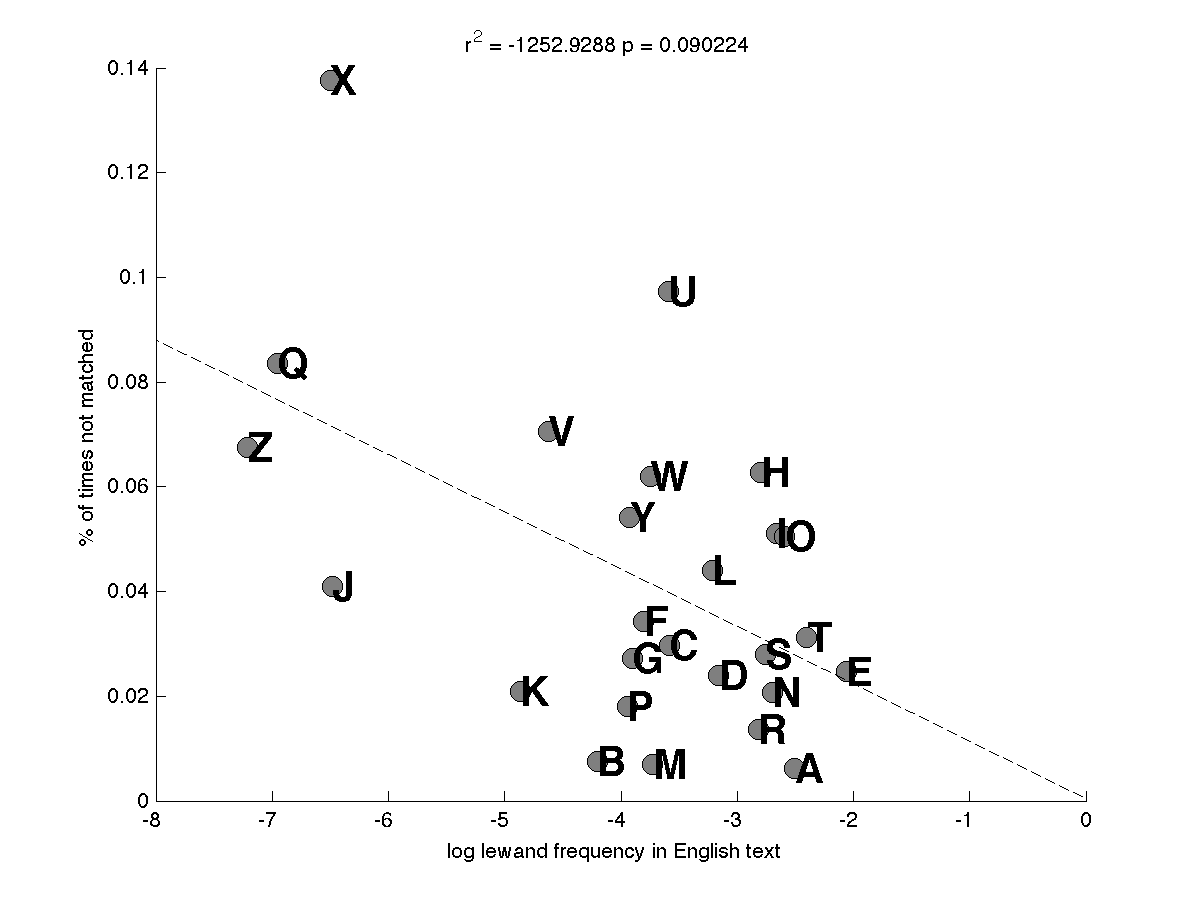 r2 = -1252.9288 p = 0.090224
0.14
X
0.12
0.1
U
Q
0.08
V
Z
W
H
0.06
Y
I
O
L
J
0.04
F
T
C
S
G
E
D
K
N
0.02
P
R
B
M
A
0
-8
-7
-6
-5
-4
-3
-2
-1
0
% of times not matched
log lewand frequency in English text